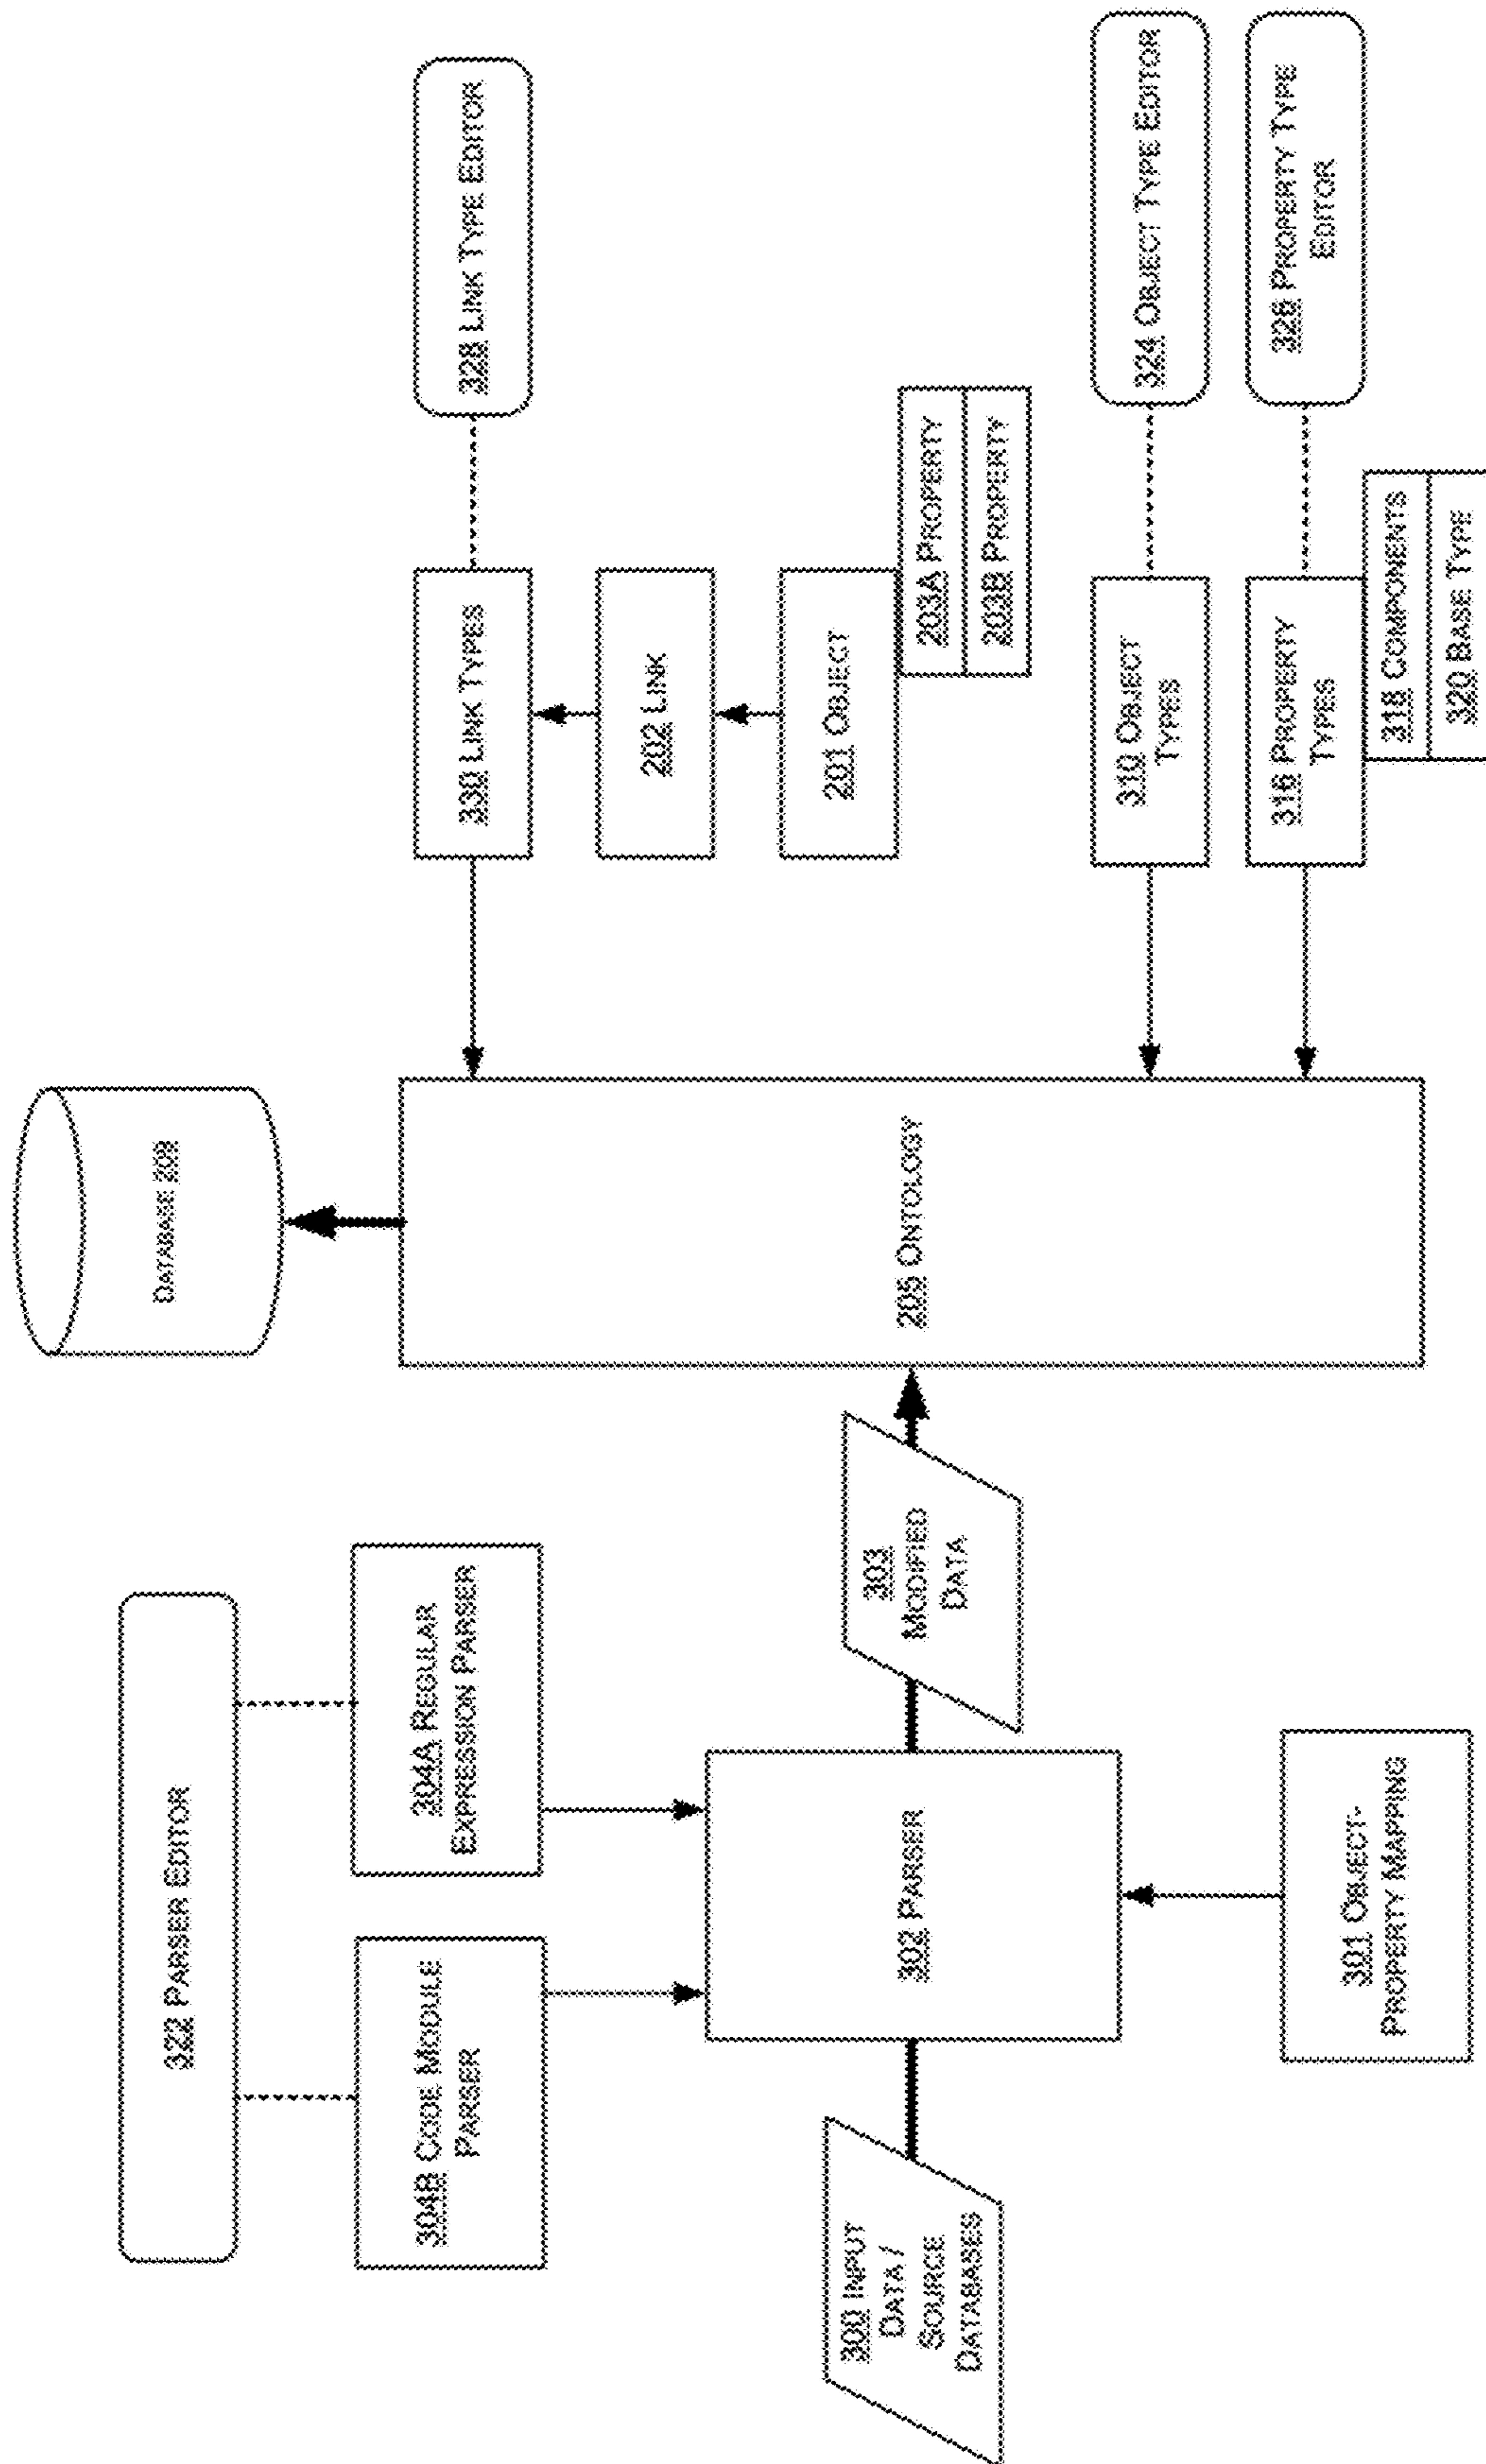 322 PARSER EDITOR
304B CODE MODULE
PARSER
304A REGULAR
EXPRESSION PARSER
300 INPUT
DATA /
SOURCE
DATABASES
302 PARSER
303
MODIFIED
DATA
301 OBJECT-
PROPERTY MAPPING
DATABASE 209
205 ONTOLOGY
330 LINK TYPES
328 LINK TYPE EDITOR
202 LINK
201 OBJECT
203A PROPERTY
203B PROPERTY
310 OBJECT
TYPES
324 OBJECT TYPE EDITOR
316 PROPERTY
TYPES
326 PROPERTY TYPE
EDITOR
318 COMPONENTS
320 BASE TYPE